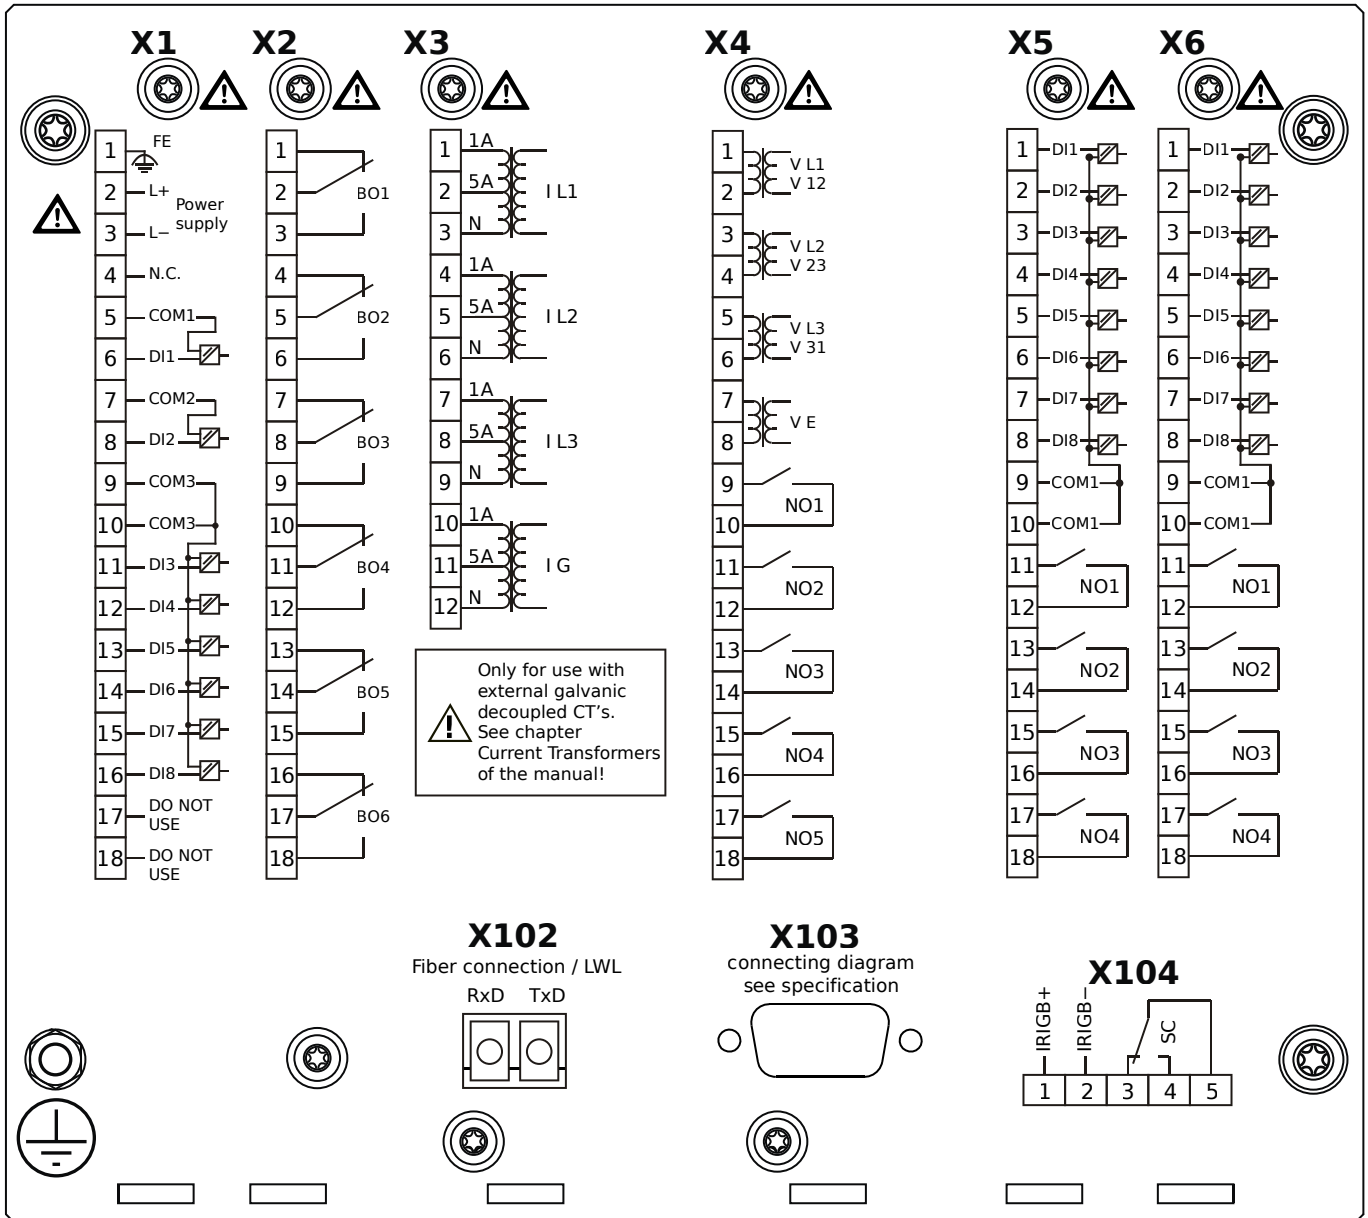 X1 X2 X3 X4 X5 X6
1 FE
2 L+
Power
supply
3 L−
4 N.C.
5 COM1
6 DI1
7 COM2
8 DI2
9 COM3
10 COM3
11 DI3
12 DI4
13 DI5
14 DI6
15 DI7
16 DI8
17 DO NOT
USE
18 DO NOT
USE
1
2 BO1
3
4
5 BO2
6
7
8 BO3
9
10
11 BO4
12
13
14 BO5
15
16
17 BO6
18
1 1A
2 5A I L1
3 N
4 1A
5 5A I L2
6 N
7 1A
8 5A I L3
9 N
10 1A
11 5A I G
12 N
Only for use with
external galvanic
decoupled CT's.
See chapter
Current Transformers
of the manual!
1 V L1
2 V 12
3 V L2
4 V 23
5 V L3
6 V 31
7 V E
8
9
NO1
10
11
NO2
12
13
NO3
14
15
NO4
16
17
NO5
18
1 DI1
2 DI2
3 DI3
4 DI4
5 DI5
6 DI6
7 DI7
8 DI8
9 COM1
10 COM1
11
NO1
12
13
NO2
14
15
NO3
16
17
NO4
18
1 DI1
2 DI2
3 DI3
4 DI4
5 DI5
6 DI6
7 DI7
8 DI8
9 COM1
10 COM1
11
NO1
12
13
NO2
14
15
NO3
16
17
NO4
18
X102
Fiber connection / LWL
RxD TxD
X103
connecting diagram
see specification
X104
IRIGB+
IRIGB−
SC
1 2 3 4 5